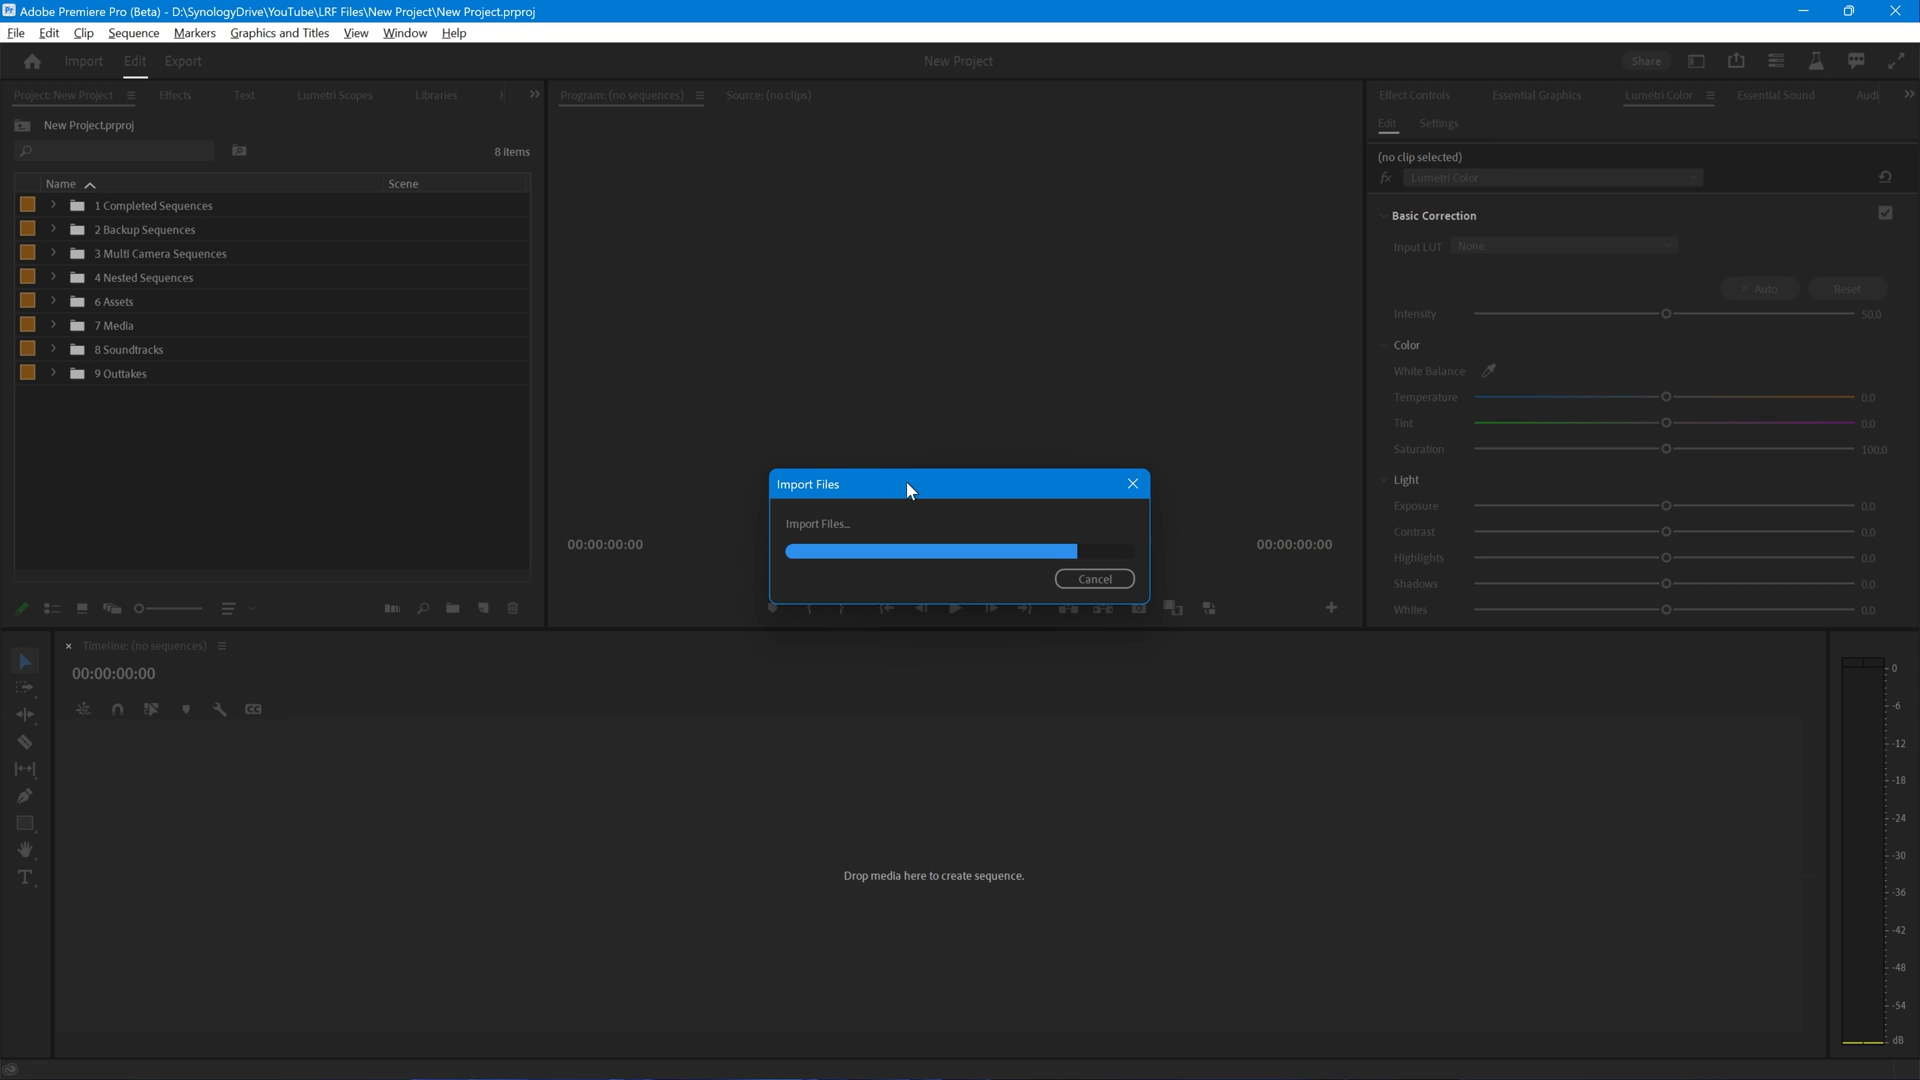 Adobe Premiere Pro (Beta) - D:\SynologyDrive\YouTube\LRF Files\New Project\New Project.prproj
File Edit Clip Sequence Markers Graphics and Titles View Window Help
Import Edit Export New Project Share
Project: New Project Effects Text Lumetri Scopes Libraries
Program: (no sequences) Source: (no clips)
Effect Controls Essential Graphics Lumetri Color Essential Sound Audi
Edit Settings
New Project.prproj
8 items
(no clip selected)
fx Lumetri Color
Name Scene
1 Completed Sequences
2 Backup Sequences
3 Multi Camera Sequences
4 Nested Sequences
6 Assets
7 Media
8 Soundtracks
9 Outtakes
Basic Correction
Input LUT None
Auto Reset
Intensity 50.0
Color
White Balance
Temperature 0.0
Tint 0.0
Saturation 100.0
Light
Exposure 0.0
Contrast 0.0
Highlights 0.0
Shadows 0.0
Whites 0.0
Import Files
Import Files...
Cancel
00:00:00:00 00:00:00:00
Timeline: (no sequences)
00:00:00:00
CC
T
Drop media here to create sequence.
0
-6
-12
-18
-24
-30
-36
-42
-48
-54
dB